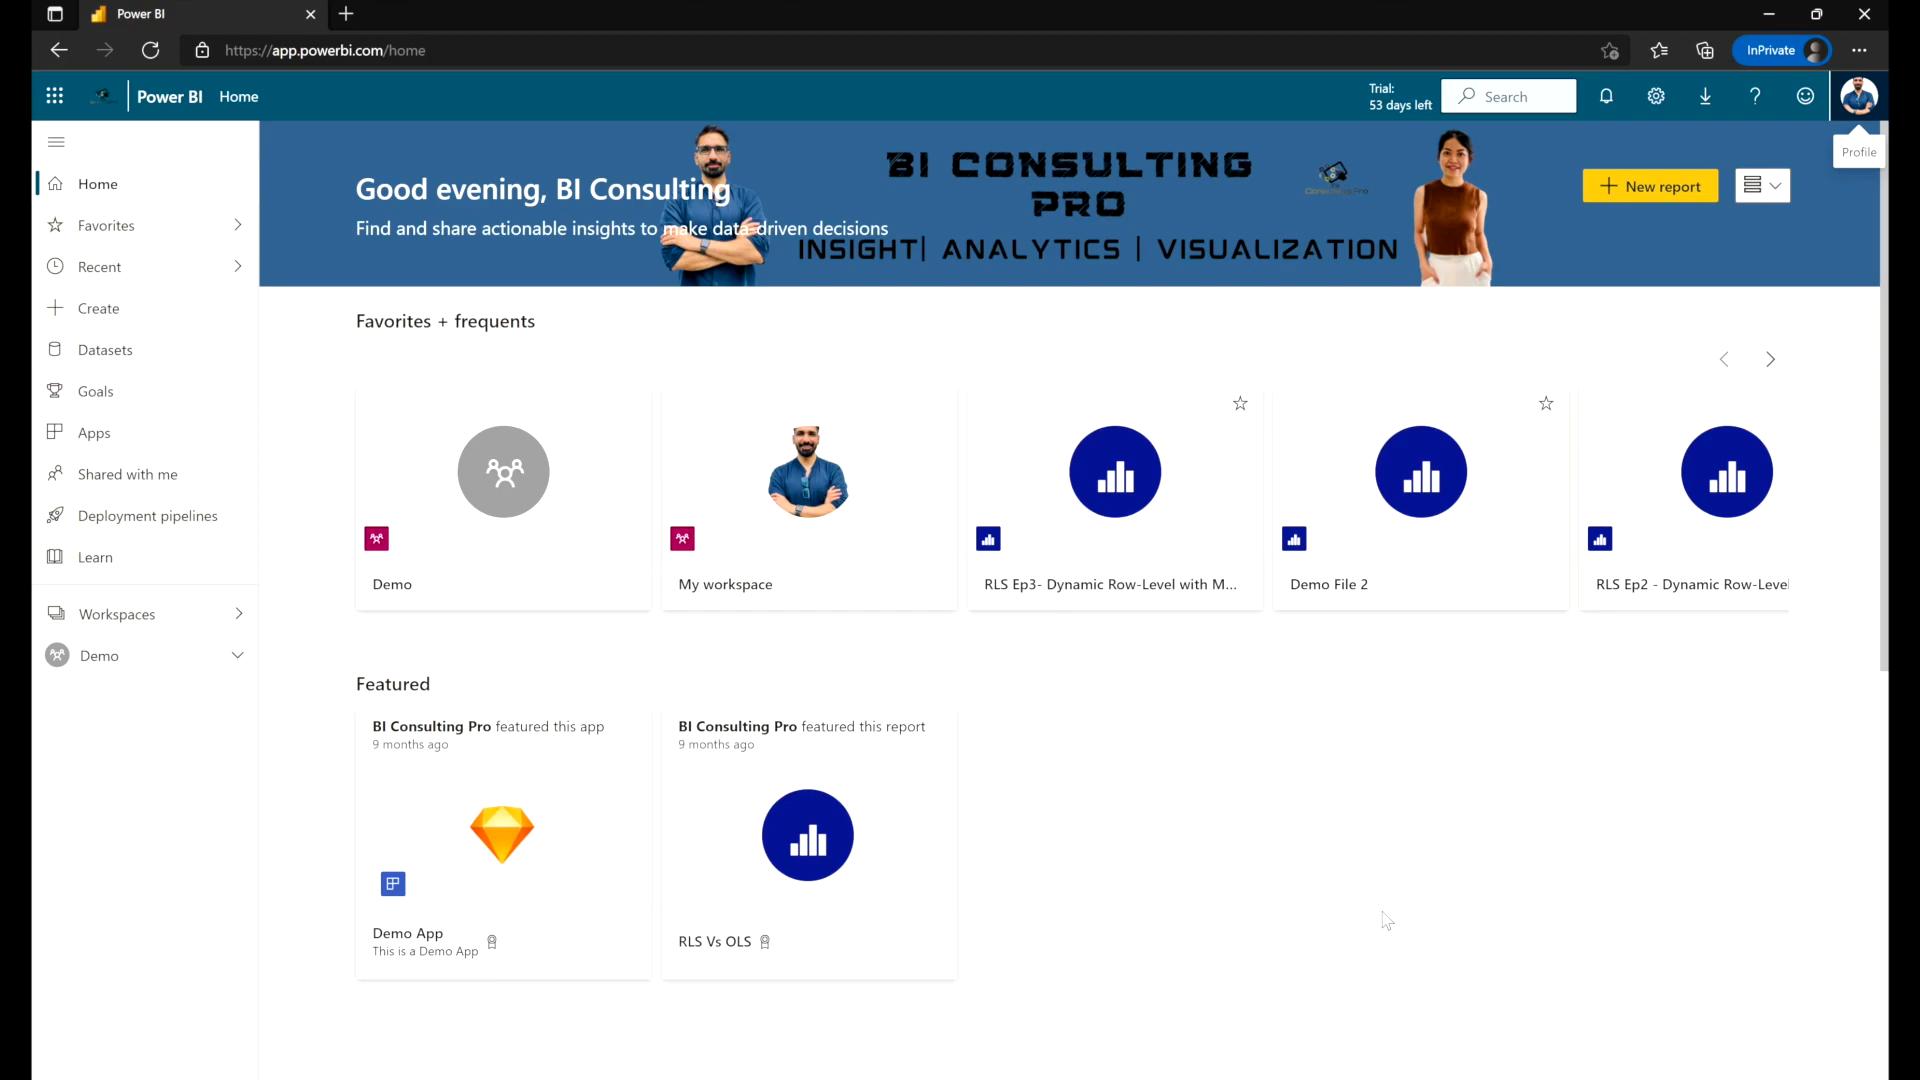 Power BI
https://app.powerbi.com/home
InPrivate
Power BI Home
Trial:
53 days left
Search
Profile
Home
Favorites
Recent
Create
Datasets
Goals
Apps
Shared with me
Deployment pipelines
Learn
Workspaces
Demo
Good evening, BI Consulting
Find and share actionable insights to make data-driven decisions
BI CONSULTING
PRO
INSIGHT| ANALYTICS | VISUALIZATION
New report
Favorites + frequents
Demo
My workspace
RLS Ep3- Dynamic Row-Level with M...
Demo File 2
RLS Ep2 - Dynamic Row-Level
Featured
BI Consulting Pro featured this app
9 months ago
Demo App
This is a Demo App
BI Consulting Pro featured this report
9 months ago
RLS Vs OLS